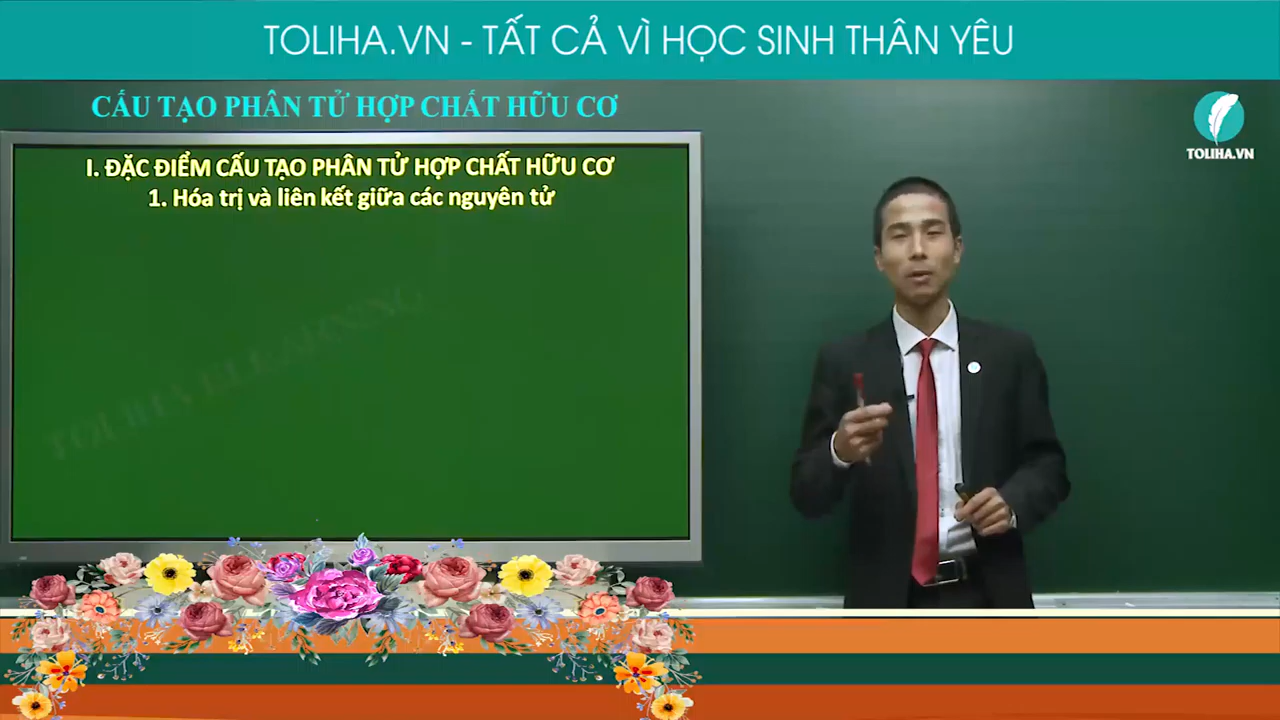 TOLIHA.VN - TẤT CẢ VÌ HỌC SINH THÂN YÊU
CẤU TẠO PHÂN TỬ HỢP CHẤT HỮU CƠ
I. ĐẶC ĐIỂM CẤU TẠO PHÂN TỬ HỢP CHẤT HỮU CƠ
1. Hóa trị và liên kết giữa các nguyên tử
TOLIHA ELEARNING
TOLIHA.VN